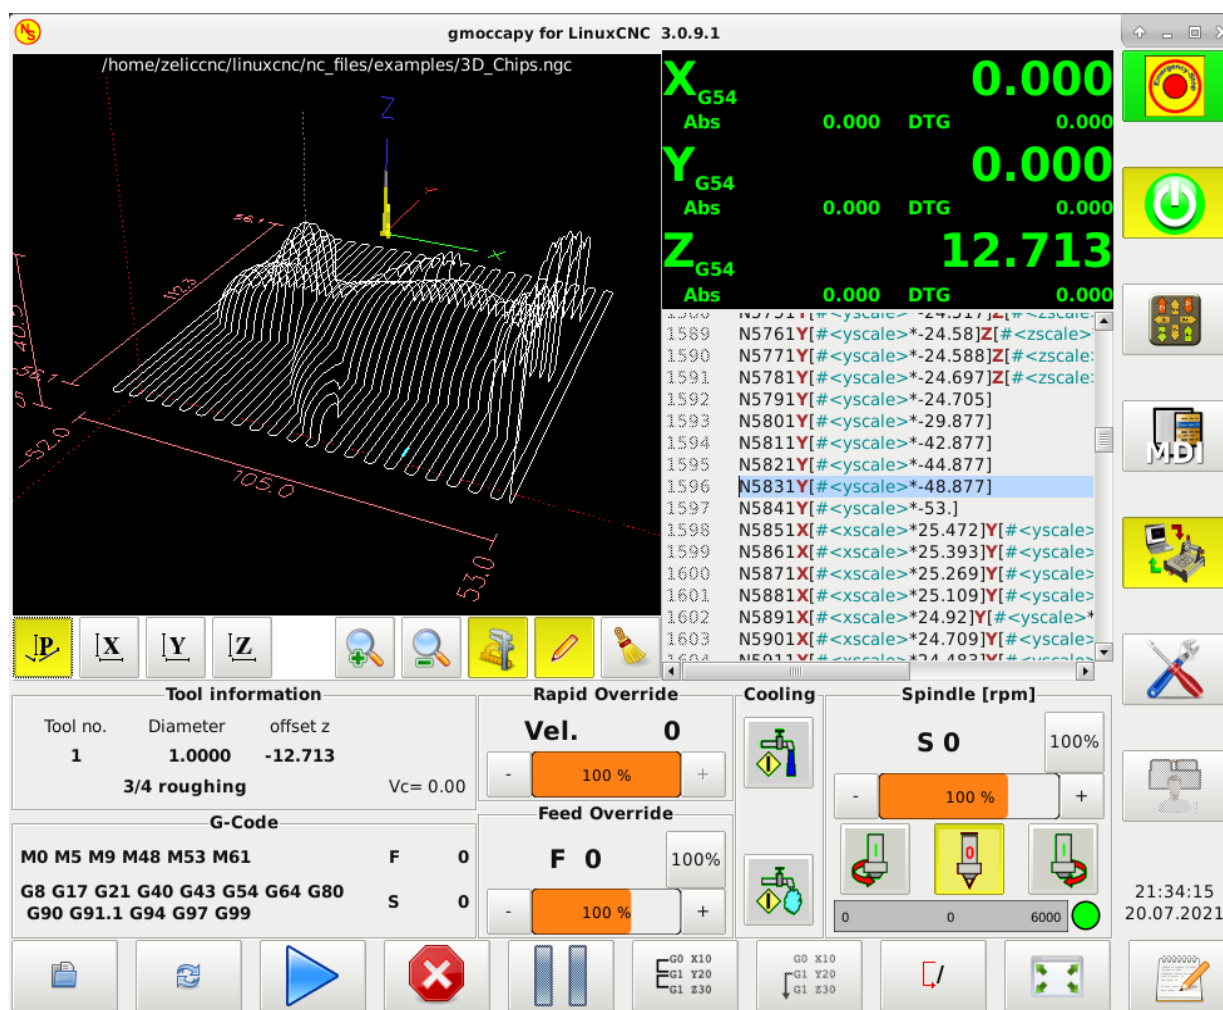 gmoccapy for LinuxCNC 3.0.9.1
/home/zeliccnc/linuxcnc/nc_files/examples/3D_Chips.ngc
Z
Y
X
56.1
112.3
-52.0
105.0
53.0
X G54 0.000
Abs 0.000 DTG 0.000
Y G54 0.000
Abs 0.000 DTG 0.000
Z G54 12.713
Abs 0.000 DTG 0.000
1589 N5761Y[#<yscale>*-24.58]Z[#<zscale>
1590 N5771Y[#<yscale>*-24.588]Z[#<zscale
1591 N5781Y[#<yscale>*-24.697]Z[#<zscale
1592 N5791Y[#<yscale>*-24.705]
1593 N5801Y[#<yscale>*-29.877]
1594 N5811Y[#<yscale>*-42.877]
1595 N5821Y[#<yscale>*-44.877]
1596 N5831Y[#<yscale>*-48.877]
1597 N5841Y[#<yscale>*-53.]
1598 N5851X[#<xscale>*25.472]Y[#<yscale>
1599 N5861X[#<xscale>*25.393]Y[#<yscale>
1600 N5871X[#<xscale>*25.269]Y[#<yscale>
1601 N5881X[#<xscale>*25.109]Y[#<yscale>
1602 N5891X[#<xscale>*24.92]Y[#<yscale>*
1603 N5901X[#<xscale>*24.709]Y[#<yscale>
MDI
P
X
Y
Z
Tool information
Tool no. Diameter offset z
1 1.0000 -12.713
3/4 roughing Vc= 0.00
G-Code
M0 M5 M9 M48 M53 M61 F 0
G8 G17 G21 G40 G43 G54 G64 G80
G90 G91.1 G94 G97 G99
S 0
Rapid Override
Vel. 0
- 100 % +
Feed Override
F 0 100%
- 100 % +
Cooling
Spindle [rpm]
S 0 100%
- 100 % +
I 0 I
0 0 6000
21:34:15
20.07.2021
G0 X10
G1 Y20
G1 Z30
G0 X10
G1 Y20
G1 Z30
/